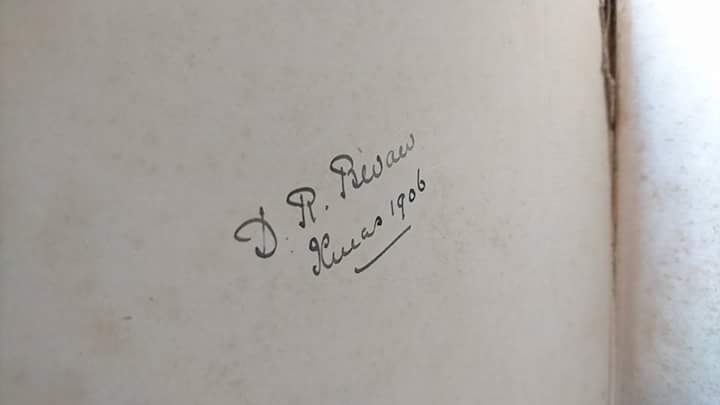 D. R. Bevan
Xmas 1906